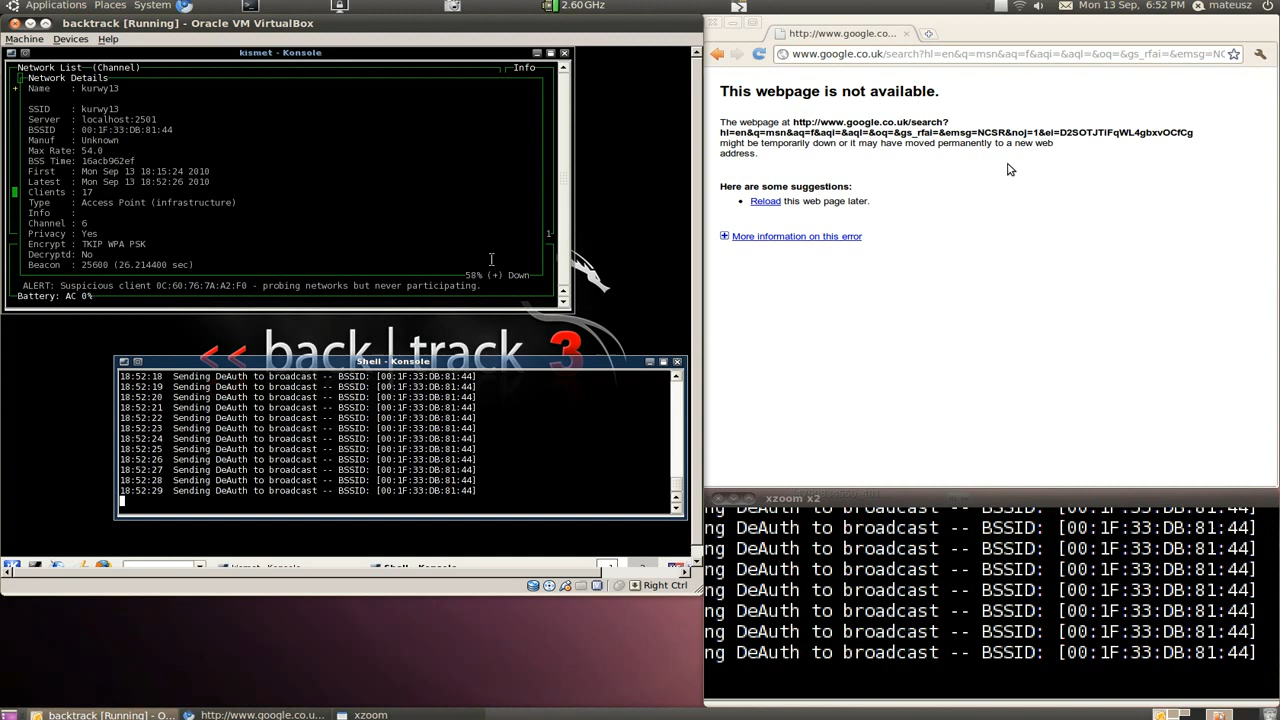 Applications Places System
2.60GHz
Mon 13 Sep, 6:52 PM mateusz
backtrack [Running] - Oracle VM VirtualBox
Machine Devices Help
kismet - Konsole
Network List—(Channel)
Info
Network Details
+ Name : kurwy13
SSID : kurwy13
Server : localhost:2501
BSSID : 00:1F:33:DB:81:44
Manuf : Unknown
Max Rate: 54.0
BSS Time: 16acb962ef
First : Mon Sep 13 18:15:24 2010
Latest : Mon Sep 13 18:52:26 2010
Clients : 17
Type : Access Point (infrastructure)
Info :
Channel : 6
Privacy : Yes
Encrypt : TKIP WPA PSK
Decryptd: No
Beacon : 25600 (26.214400 sec)
58% (+) Down
ALERT: Suspicious client 0C:60:76:7A:A2:F0 - probing networks but never participating.
Battery: AC 0%
<< back|track 3
Shell - Konsole
18:52:18 Sending DeAuth to broadcast -- BSSID: [00:1F:33:DB:81:44]
18:52:19 Sending DeAuth to broadcast -- BSSID: [00:1F:33:DB:81:44]
18:52:20 Sending DeAuth to broadcast -- BSSID: [00:1F:33:DB:81:44]
18:52:21 Sending DeAuth to broadcast -- BSSID: [00:1F:33:DB:81:44]
18:52:22 Sending DeAuth to broadcast -- BSSID: [00:1F:33:DB:81:44]
18:52:23 Sending DeAuth to broadcast -- BSSID: [00:1F:33:DB:81:44]
18:52:24 Sending DeAuth to broadcast -- BSSID: [00:1F:33:DB:81:44]
18:52:25 Sending DeAuth to broadcast -- BSSID: [00:1F:33:DB:81:44]
18:52:26 Sending DeAuth to broadcast -- BSSID: [00:1F:33:DB:81:44]
18:52:27 Sending DeAuth to broadcast -- BSSID: [00:1F:33:DB:81:44]
18:52:28 Sending DeAuth to broadcast -- BSSID: [00:1F:33:DB:81:44]
18:52:29 Sending DeAuth to broadcast -- BSSID: [00:1F:33:DB:81:44]
kismet - Konsole
Shell - Konsole
Right Ctrl
http://www.google.co...
www.google.co.uk/search?hl=en&q=msn&aq=f&aqi=&aql=&oq=&gs_rfai=&emsg=NC
This webpage is not available.
The webpage at http://www.google.co.uk/search?
hl=en&q=msn&aq=f&aqi=&aql=&oq=&gs_rfai=&emsg=NCSR&noj=1&ei=D2SOTJTiFqWL4gbxvOCfCg
might be temporarily down or it may have moved permanently to a new web
address.
Here are some suggestions:
• Reload this web page later.
More information on this error
xzoom x2
ng DeAuth to broadcast -- BSSID: [00:1F:33:DB:81:44]
ng DeAuth to broadcast -- BSSID: [00:1F:33:DB:81:44]
ng DeAuth to broadcast -- BSSID: [00:1F:33:DB:81:44]
ng DeAuth to broadcast -- BSSID: [00:1F:33:DB:81:44]
ng DeAuth to broadcast -- BSSID: [00:1F:33:DB:81:44]
ng DeAuth to broadcast -- BSSID: [00:1F:33:DB:81:44]
ng DeAuth to broadcast -- BSSID: [00:1F:33:DB:81:44]
ng DeAuth to broadcast -- BSSID: [00:1F:33:DB:81:44]
backtrack [Running] - O...
http://www.google.co.u...
xzoom